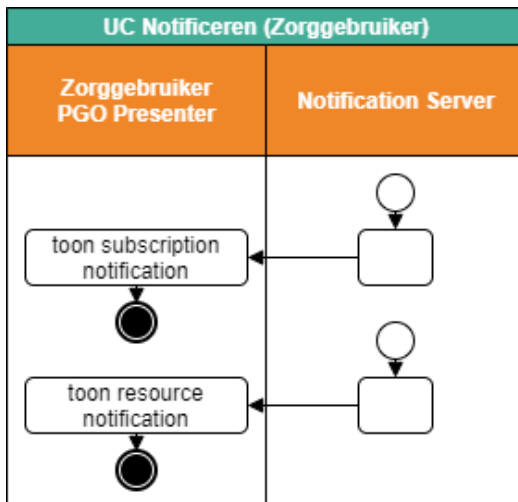 UC Notificeren (Zorggebruiker)
Zorggebruiker
PGO Presenter
Notification Server
toon subscription
notification
toon resource
notification